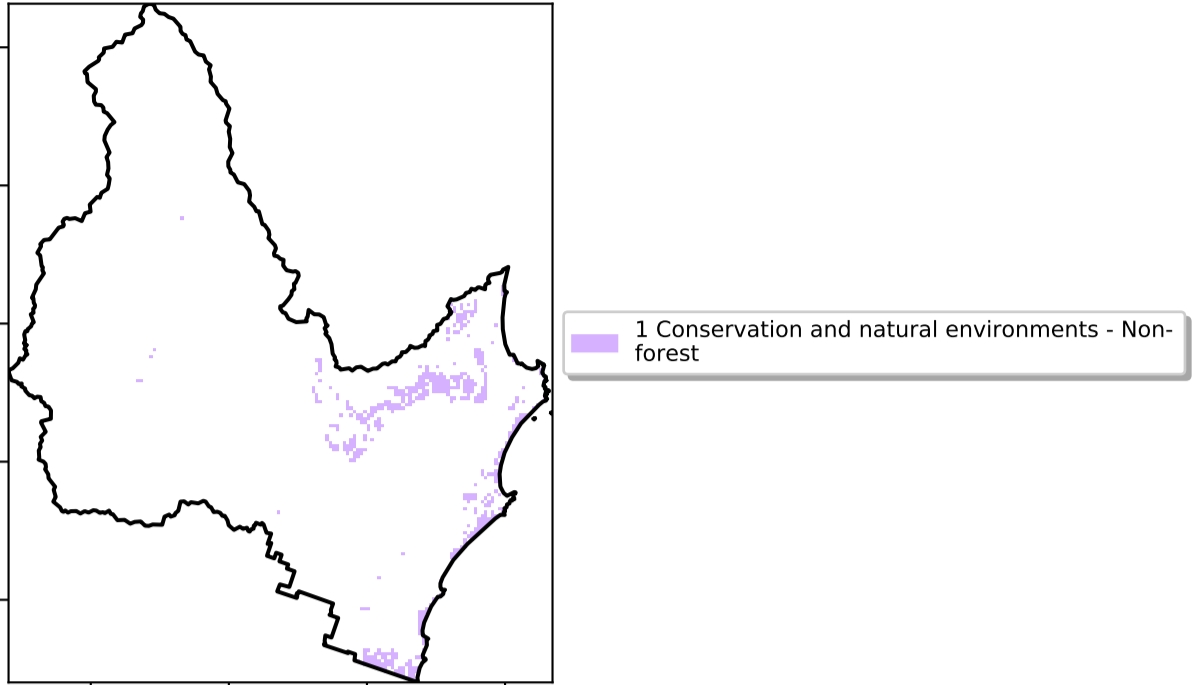 1 Conservation and natural environments - Non-
forest